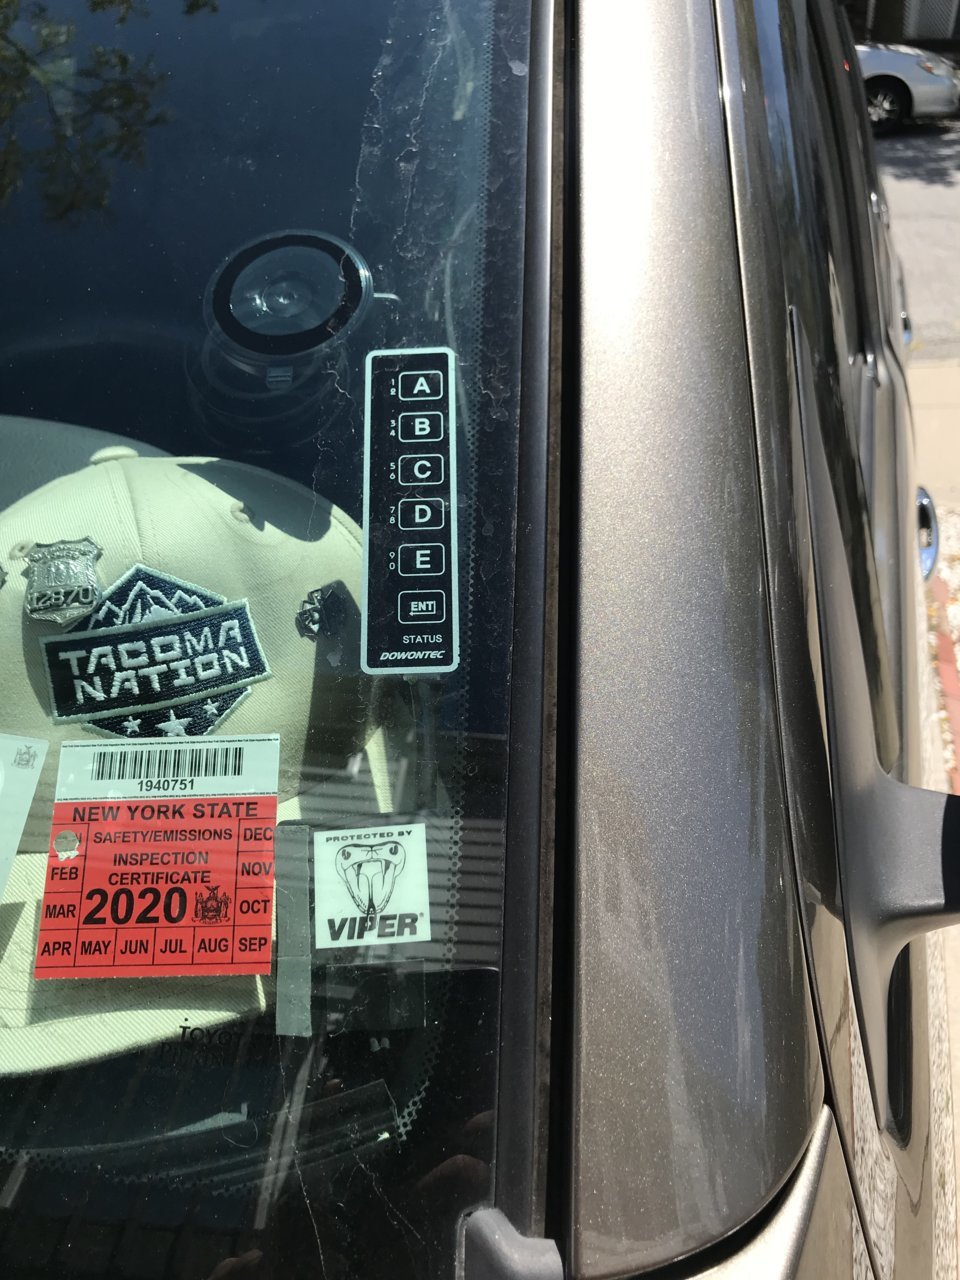 1
2
A
3
4
B
5
6
C
7
8
D
9
0
E
ENT
STATUS
DOWONTEC
12870
TACOMA
NATION
1940751
NEW YORK STATE
SAFETY/EMISSIONS
DEC
INSPECTION
CERTIFICATE
FEB
NOV
MAR
2020
OCT
APR
MAY
JUN
JUL
AUG
SEP
PROTECTED BY
VIPER®